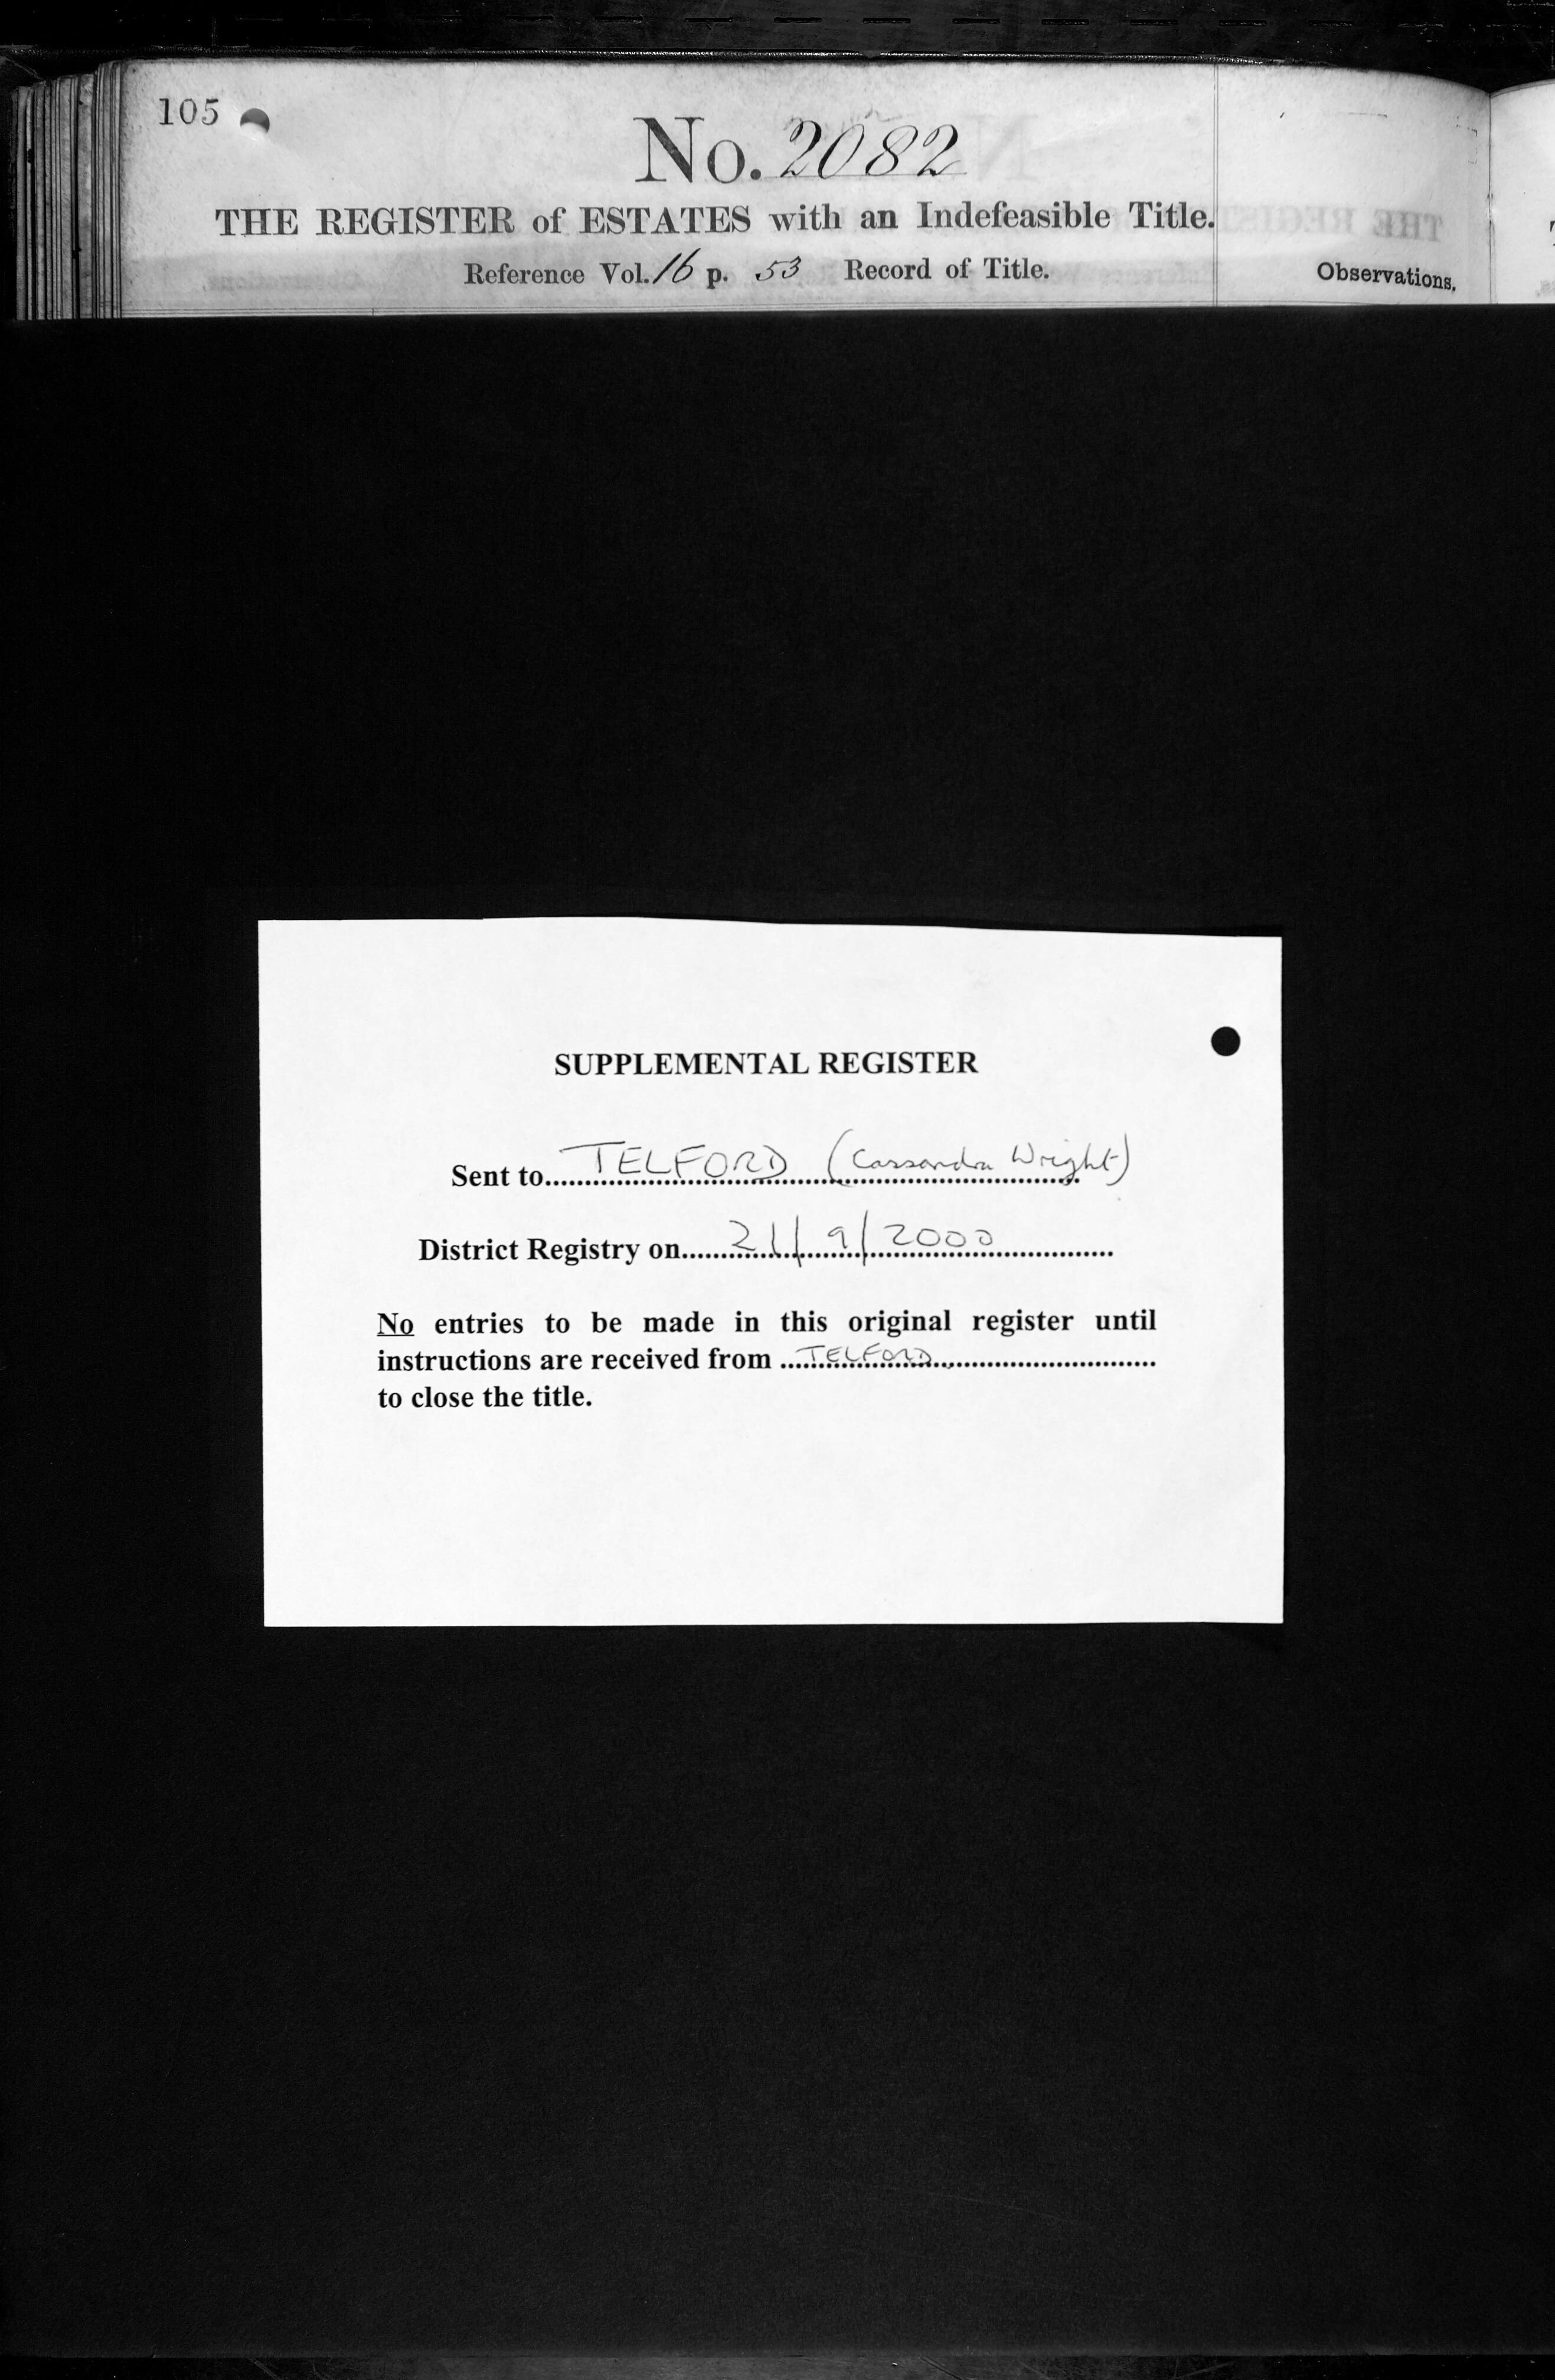 105
No. 2082
THE REGISTER of ESTATES with an Indefeasible Title.
Reference Vol. 16 p. 53 Record of Title.
Observations.
SUPPLEMENTAL REGISTER
Sent to TELFORD (Cassandra Wright)
District Registry on 21/9/2000
No entries to be made in this original register until
instructions are received from TELFORD
to close the title.